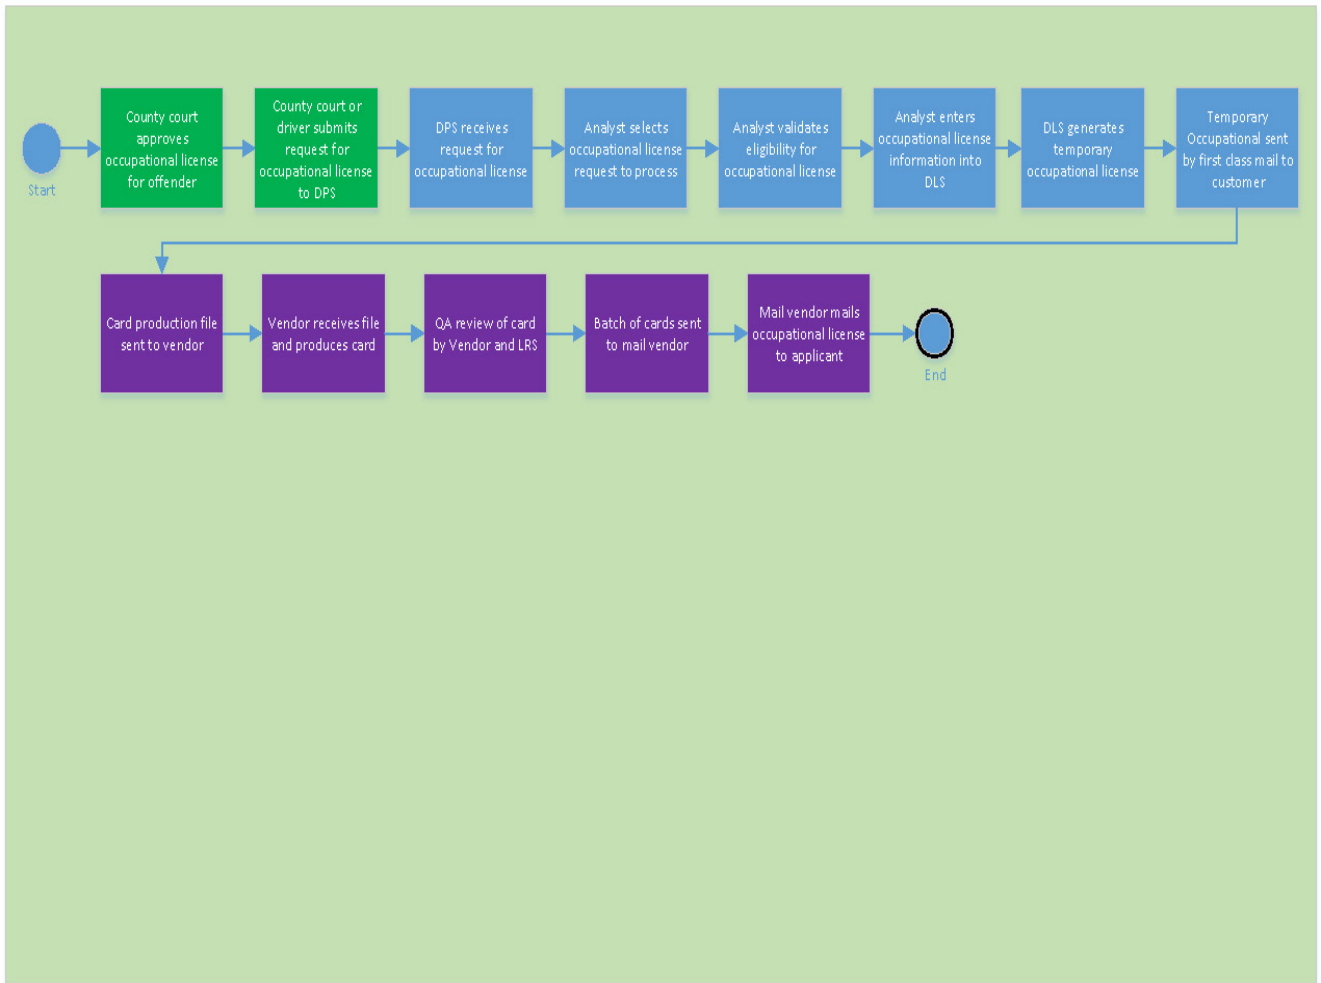 Start
County court
approves
occupational license
for offender
County court or
driver submits
request for
occupational license
to DPS
DPS receives
request for
occupational license
Analyst selects
occupational license
request to process
Analyst validates
eligibility for
occupational license
Analyst enters
occupational license
information into
DLS
DLS generates
temporary
occupational license
Temporary
Occupational sent
by first class mail to
customer
Card production file
sent to vendor
Vendor receives file
and produces card
QA review of card
by Vendor and LRS
Batch of cards sent
to mail vendor
Mail vendor mails
occupational license
to applicant
End